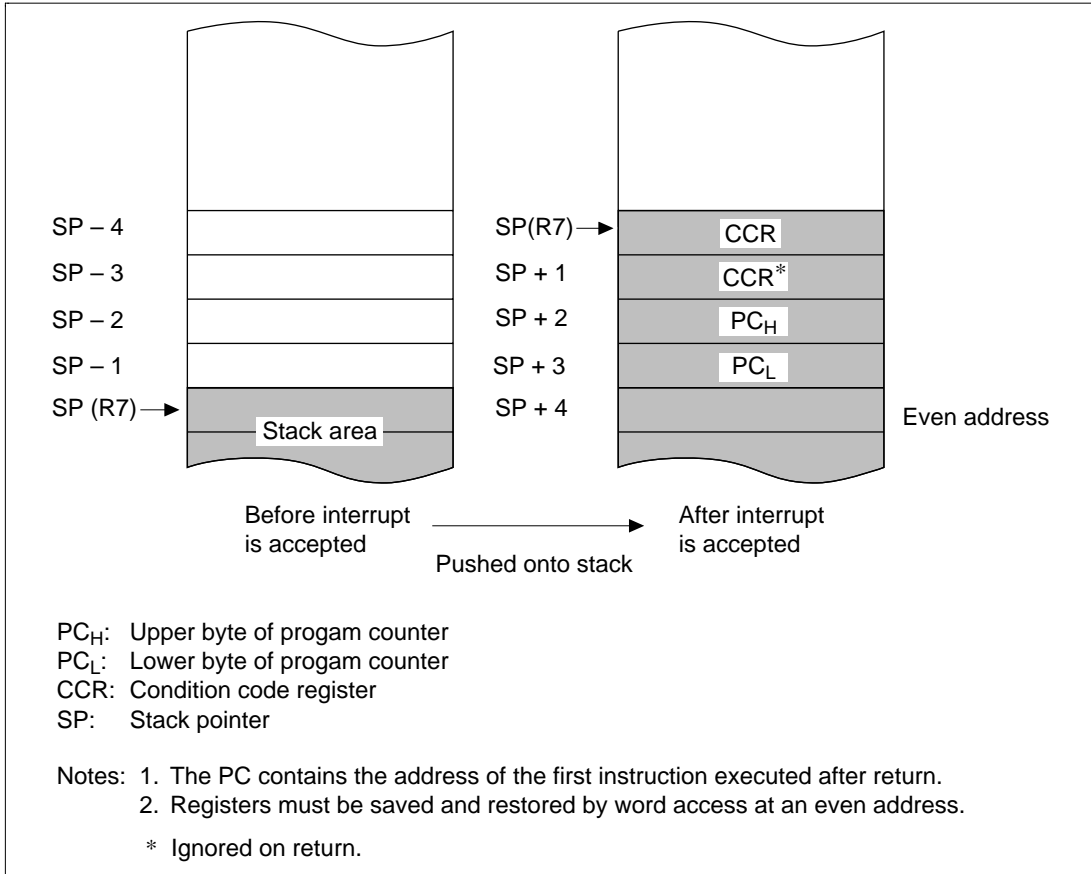 SP – 4
SP – 3
SP – 2
SP – 1
SP (R7)
Stack area
SP(R7)
SP + 1
SP + 2
SP + 3
SP + 4
CCR
CCR*
PCH
PCL
Even address
Before interrupt
is accepted
Pushed onto stack
After interrupt
is accepted
PCH: Upper byte of progam counter
PCL: Lower byte of progam counter
CCR: Condition code register
SP: Stack pointer
Notes: 1. The PC contains the address of the first instruction executed after return.
2. Registers must be saved and restored by word access at an even address.
* Ignored on return.